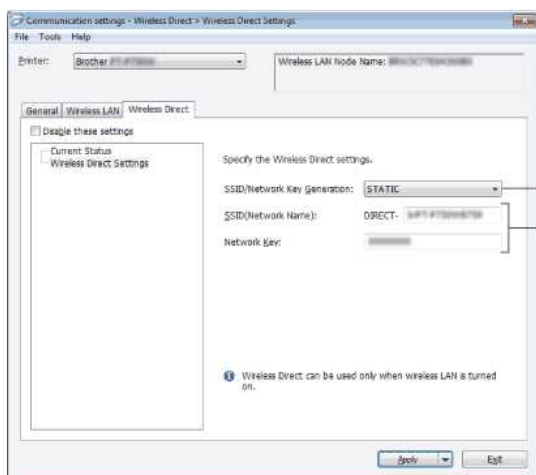 Communication settings - Wireless Direct > Wireless Direct Settings
File Tools Help
Printer: Brother Wireless LAN Node Name:
General Wireless LAN Wireless Direct
Disable these settings
Current Status
Wireless Direct Settings
Specify the Wireless Direct settings.
SSID/Network Key Generation: STATIC
SSID(Network Name): DIRECT-
Network Key:
Wireless Direct can be used only when wireless LAN is turned
on.
Apply Exit